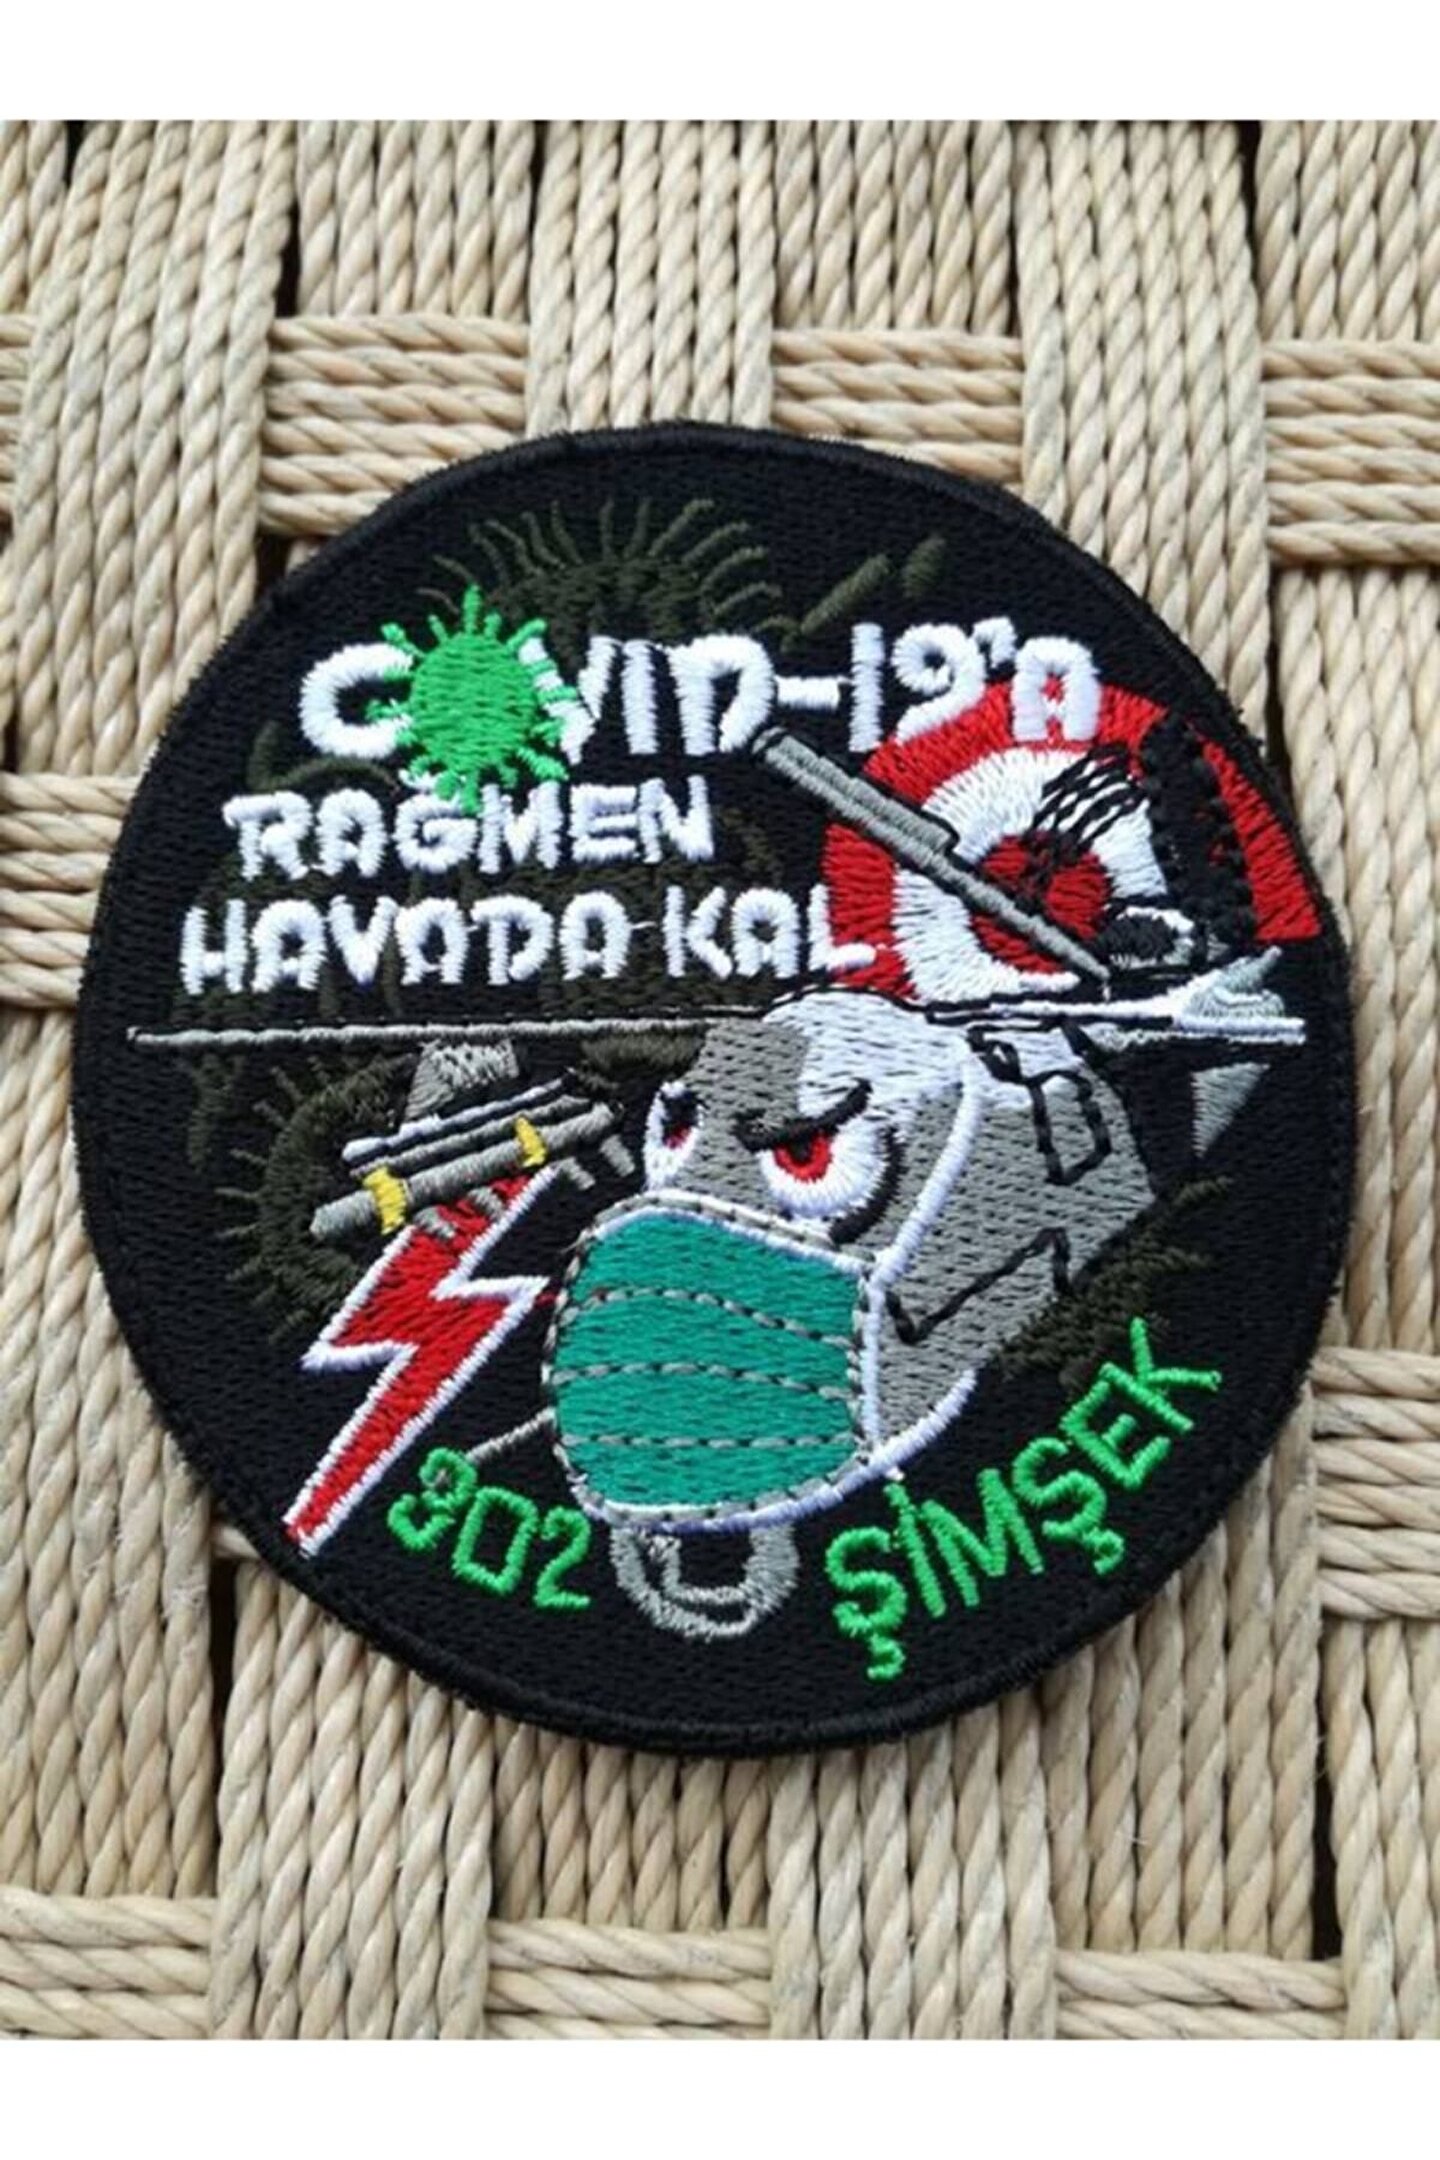 COVID-19'A
RAĞMEN
HAVADA KAL
302 ŞİMŞEK